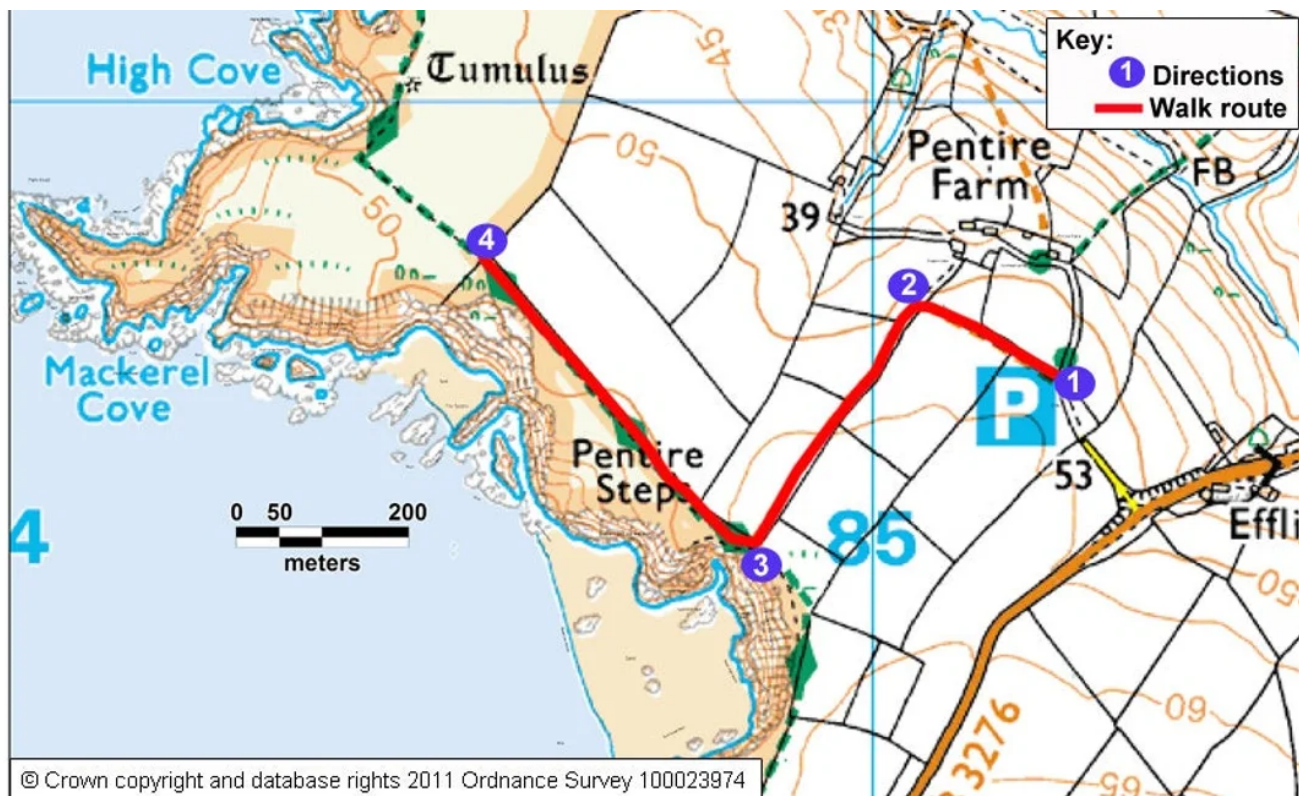 Key:
1 Directions
Walk route
High Cove
Tumulus
45
50
Pentire
Farm
FB
39
50
4
2
1
P
Mackerel
Cove
Pentire
Steps
53
0 50 200
meters
4
85
Effli
3
50
60
3276
65
© Crown copyright and database rights 2011 Ordnance Survey 100023974